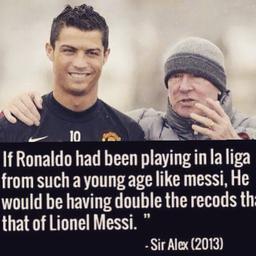 10
If Ronaldo had been playing in la liga
from such a young age like messi, He
would be having double the recods tha
that of Lionel Messi. ”
- Sir Alex (2013)